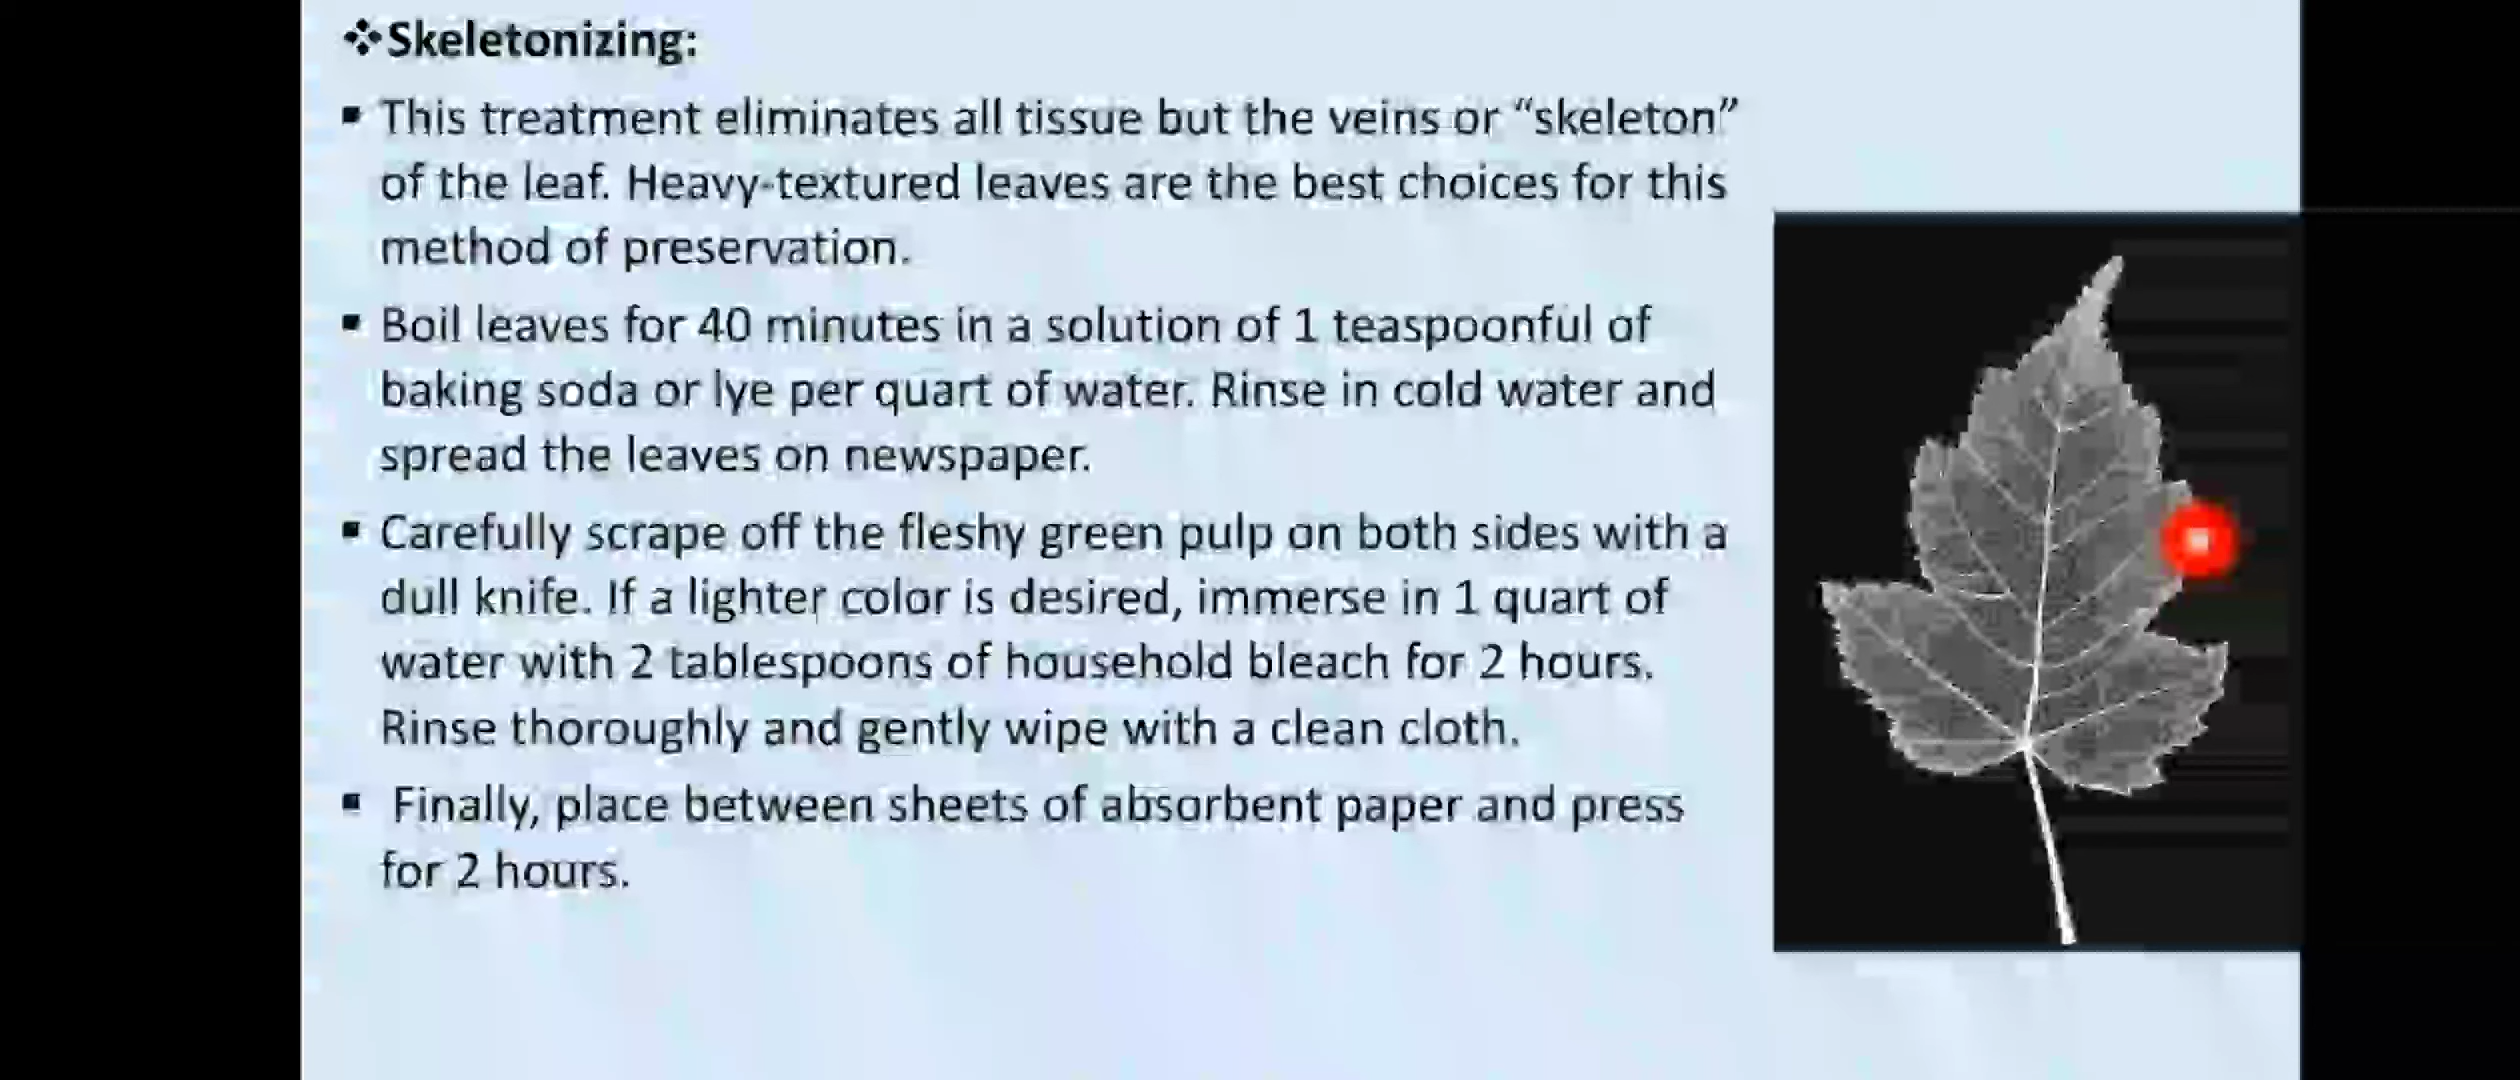 ❖Skeletonizing:
▪ This treatment eliminates all tissue but the veins or “skeleton”
of the leaf. Heavy-textured leaves are the best choices for this
method of preservation.
▪ Boil leaves for 40 minutes in a solution of 1 teaspoonful of
baking soda or lye per quart of water. Rinse in cold water and
spread the leaves on newspaper.
▪ Carefully scrape off the fleshy green pulp on both sides with a
dull knife. If a lighter color is desired, immerse in 1 quart of
water with 2 tablespoons of household bleach for 2 hours.
Rinse thoroughly and gently wipe with a clean cloth.
▪ Finally, place between sheets of absorbent paper and press
for 2 hours.